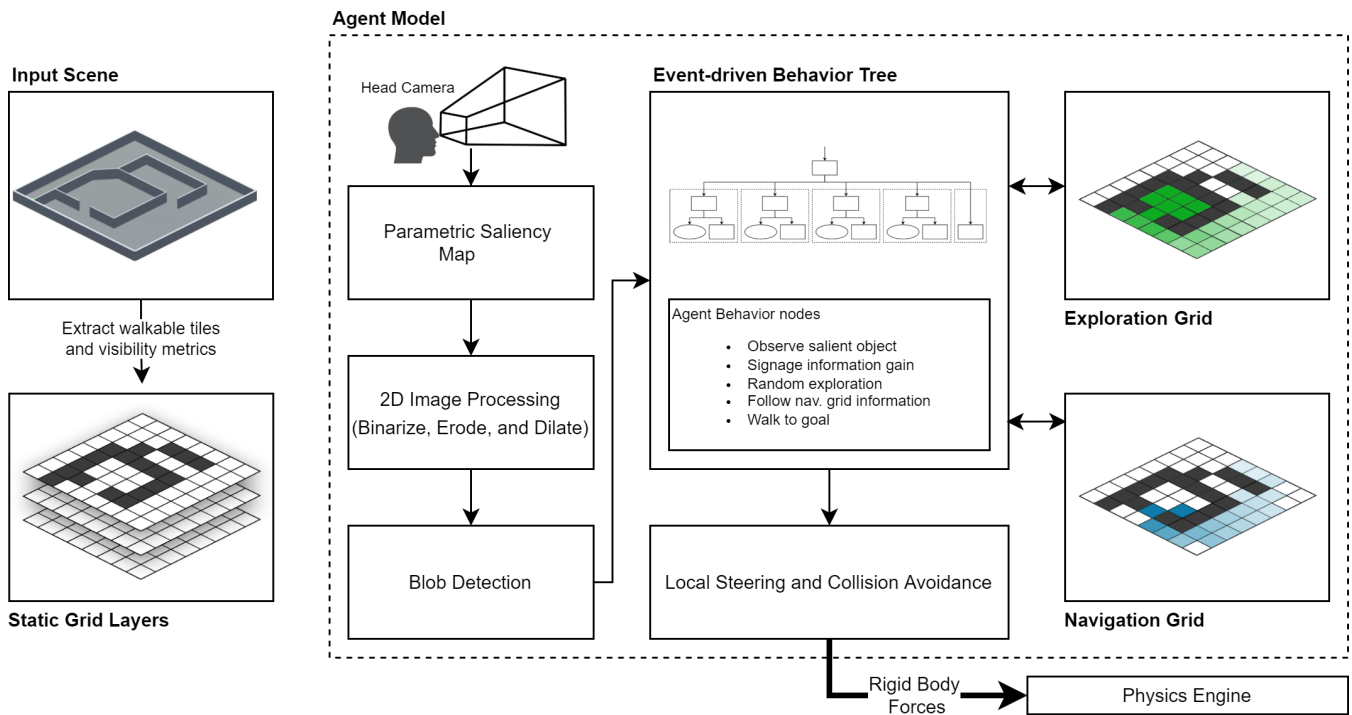 Agent Model
Input Scene
Extract walkable tiles
and visibility metrics
Static Grid Layers
Head Camera
Parametric Saliency
Map
2D Image Processing
(Binarize, Erode, and Dilate)
Blob Detection
Event-driven Behavior Tree
Agent Behavior nodes
• Observe salient object
• Signage information gain
• Random exploration
• Follow nav. grid information
• Walk to goal
Local Steering and Collision Avoidance
Exploration Grid
Navigation Grid
Rigid Body
Forces
Physics Engine